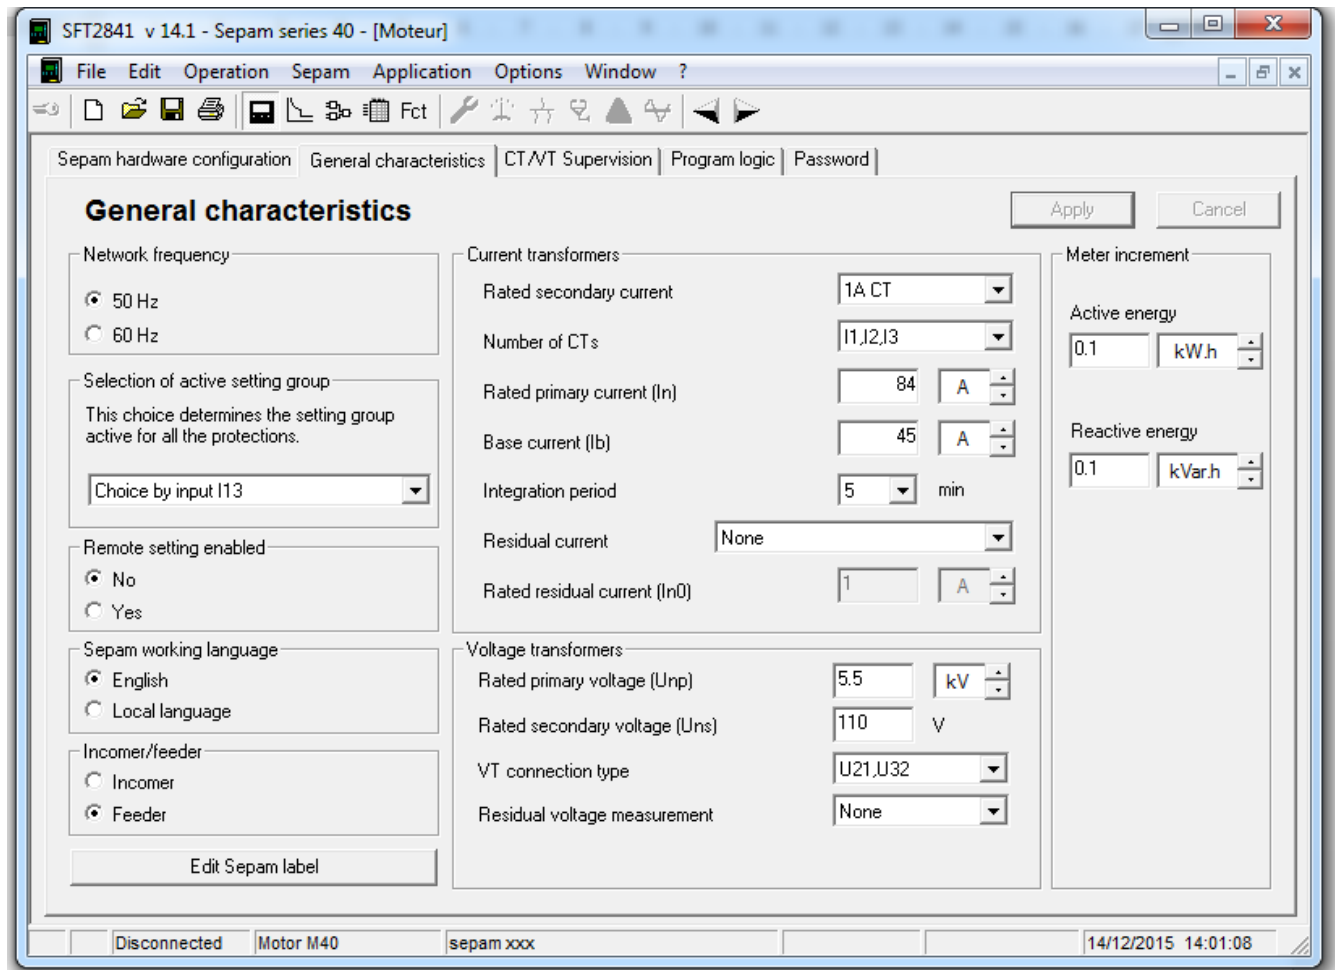 SFT2841 v 14.1 - Sepam series 40 - [Moteur]
File Edit Operation Sepam Application Options Window ?
Fct
Sepam hardware configuration General characteristics CT/VT Supervision Program logic Password
General characteristics
Apply Cancel
Network frequency
50 Hz
60 Hz
Selection of active setting group
This choice determines the setting group
active for all the protections.
Choice by input I13
Remote setting enabled
No
Yes
Sepam working language
English
Local language
Incomer/feeder
Incomer
Feeder
Edit Sepam label
Current transformers
Rated secondary current 1A CT
Number of CTs I1,I2,I3
Rated primary current (In) 84 A
Base current (Ib) 45 A
Integration period 5 min
Residual current None
Rated residual current (In0) 1 A
Voltage transformers
Rated primary voltage (Unp) 5.5 kV
Rated secondary voltage (Uns) 110 V
VT connection type U21,U32
Residual voltage measurement None
Meter increment
Active energy
0.1 kW.h
Reactive energy
0.1 kVar.h
Disconnected Motor M40 sepam xxx 14/12/2015 14:01:08